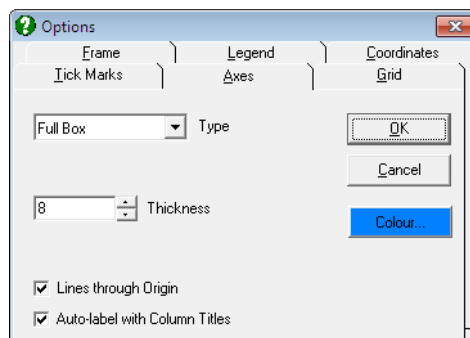 Options
Frame
Legend
Coordinates
Tick Marks
Axes
Grid
Full Box
Type
OK
Cancel
8
Thickness
Colour...
Lines through Origin
Auto-label with Column Titles